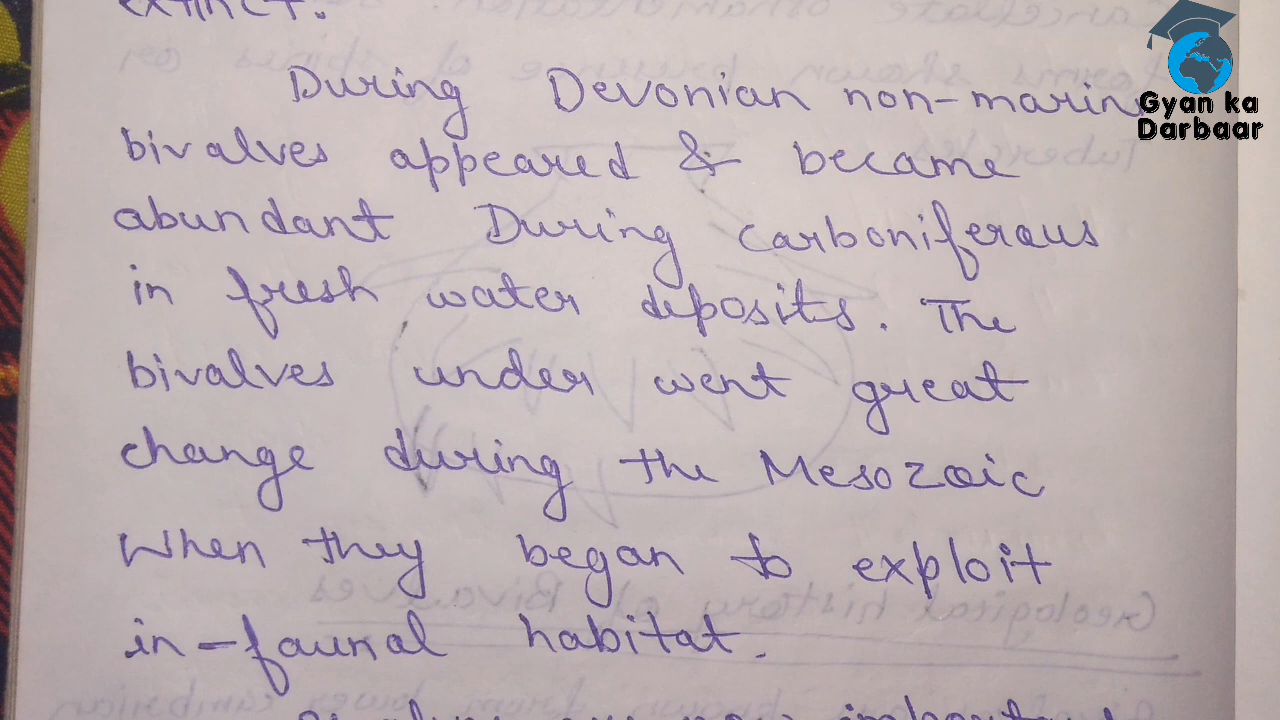 extinct.
During Devonian non-marin
Gyan ka
Darbaar
bivalves appeared & became
abundant During carboniferous
in fresh water deposits. The
bivalves under went great
change during the Mesozoic
When they began to exploit
in-faunal habitat.